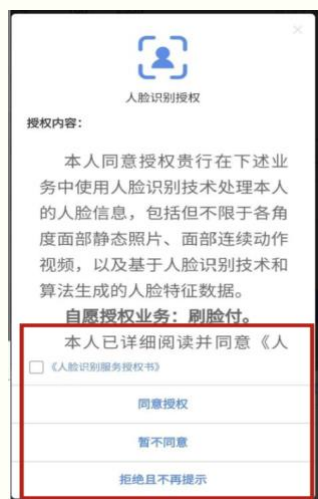 人脸识别授权
授权内容：
本人同意授权贵行在下述业
务中使用人脸识别技术处理本人
的人脸信息，包括但不限于各角
度面部静态照片、面部连续动作
视频，以及基于人脸识别技术和
算法生成的人脸特征数据。
自愿授权业务：刷脸付。
本人已详细阅读并同意《人
《人脸识别服务授权书》
同意授权
暂不同意
拒绝且不再提示